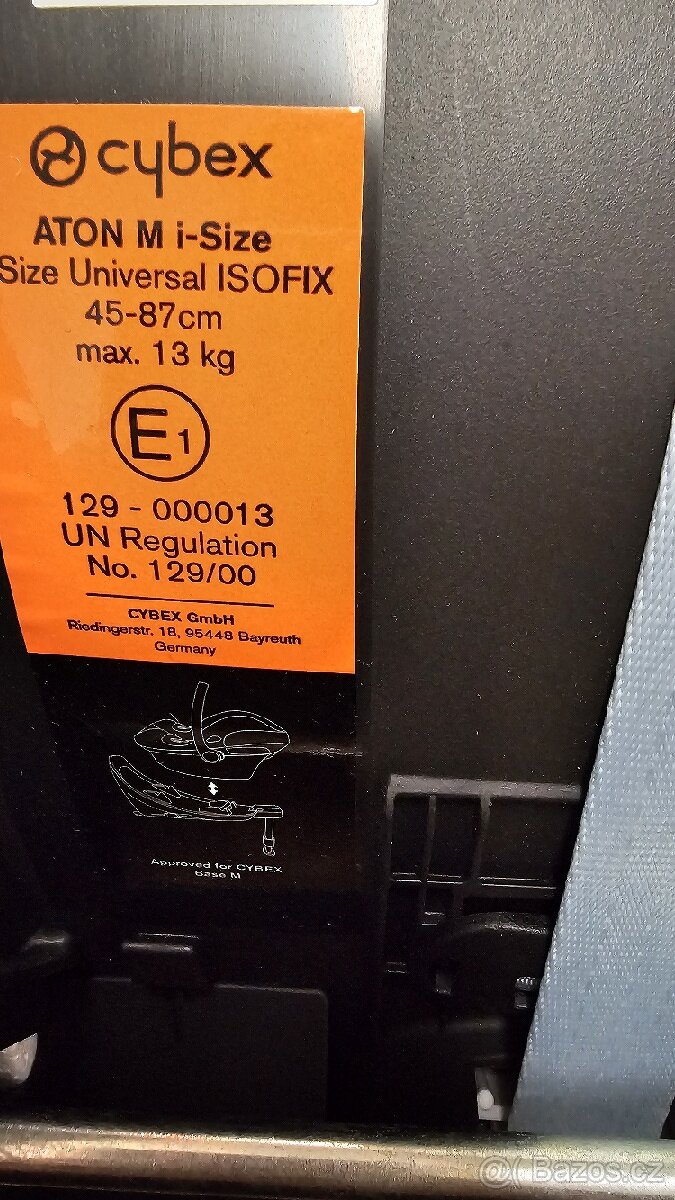 cybex
ATON M i-Size
Size Universal ISOFIX
45-87cm
max. 13 kg
E1
129 - 000013
UN Regulation
No. 129/00
CYBEX GmbH
Riedingerstr. 18, 95448 Bayreuth
Germany
Approved for CYBEX
Base M
© Bazos.cz